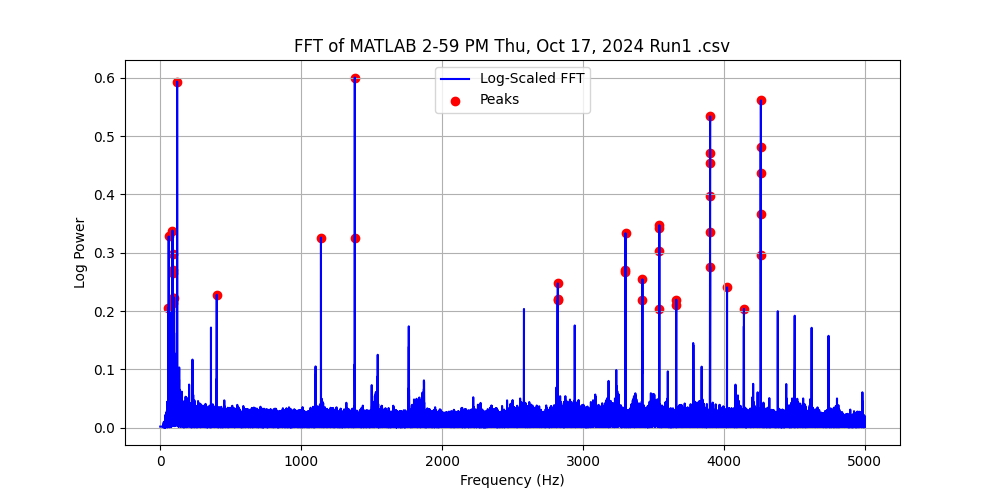 FFT of MATLAB 2-59 PM Thu, Oct 17, 2024 Run1 .csv
Log-Scaled FFT
Peaks
Log Power
0.6
0.5
0.4
0.3
0.2
0.1
0.0
0 1000 2000 3000 4000 5000
Frequency (Hz)